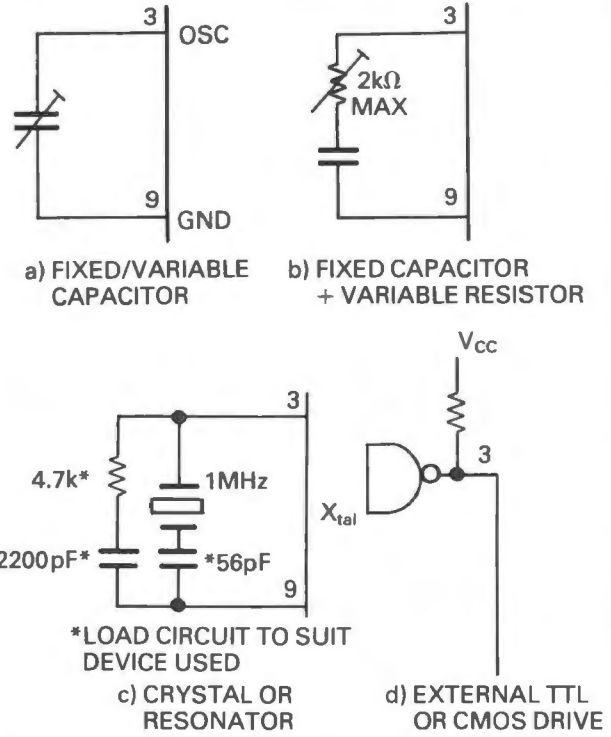 3
OSC
9
GND
a) FIXED/VARIABLE
CAPACITOR
3
2kΩ
MAX
9
b) FIXED CAPACITOR
+ VARIABLE RESISTOR
3
4.7k*
1MHz
2200pF*
*56pF
9
*LOAD CIRCUIT TO SUIT
DEVICE USED
c) CRYSTAL OR
RESONATOR
Vcc
3
Xtal
d) EXTERNAL TTL
OR CMOS DRIVE